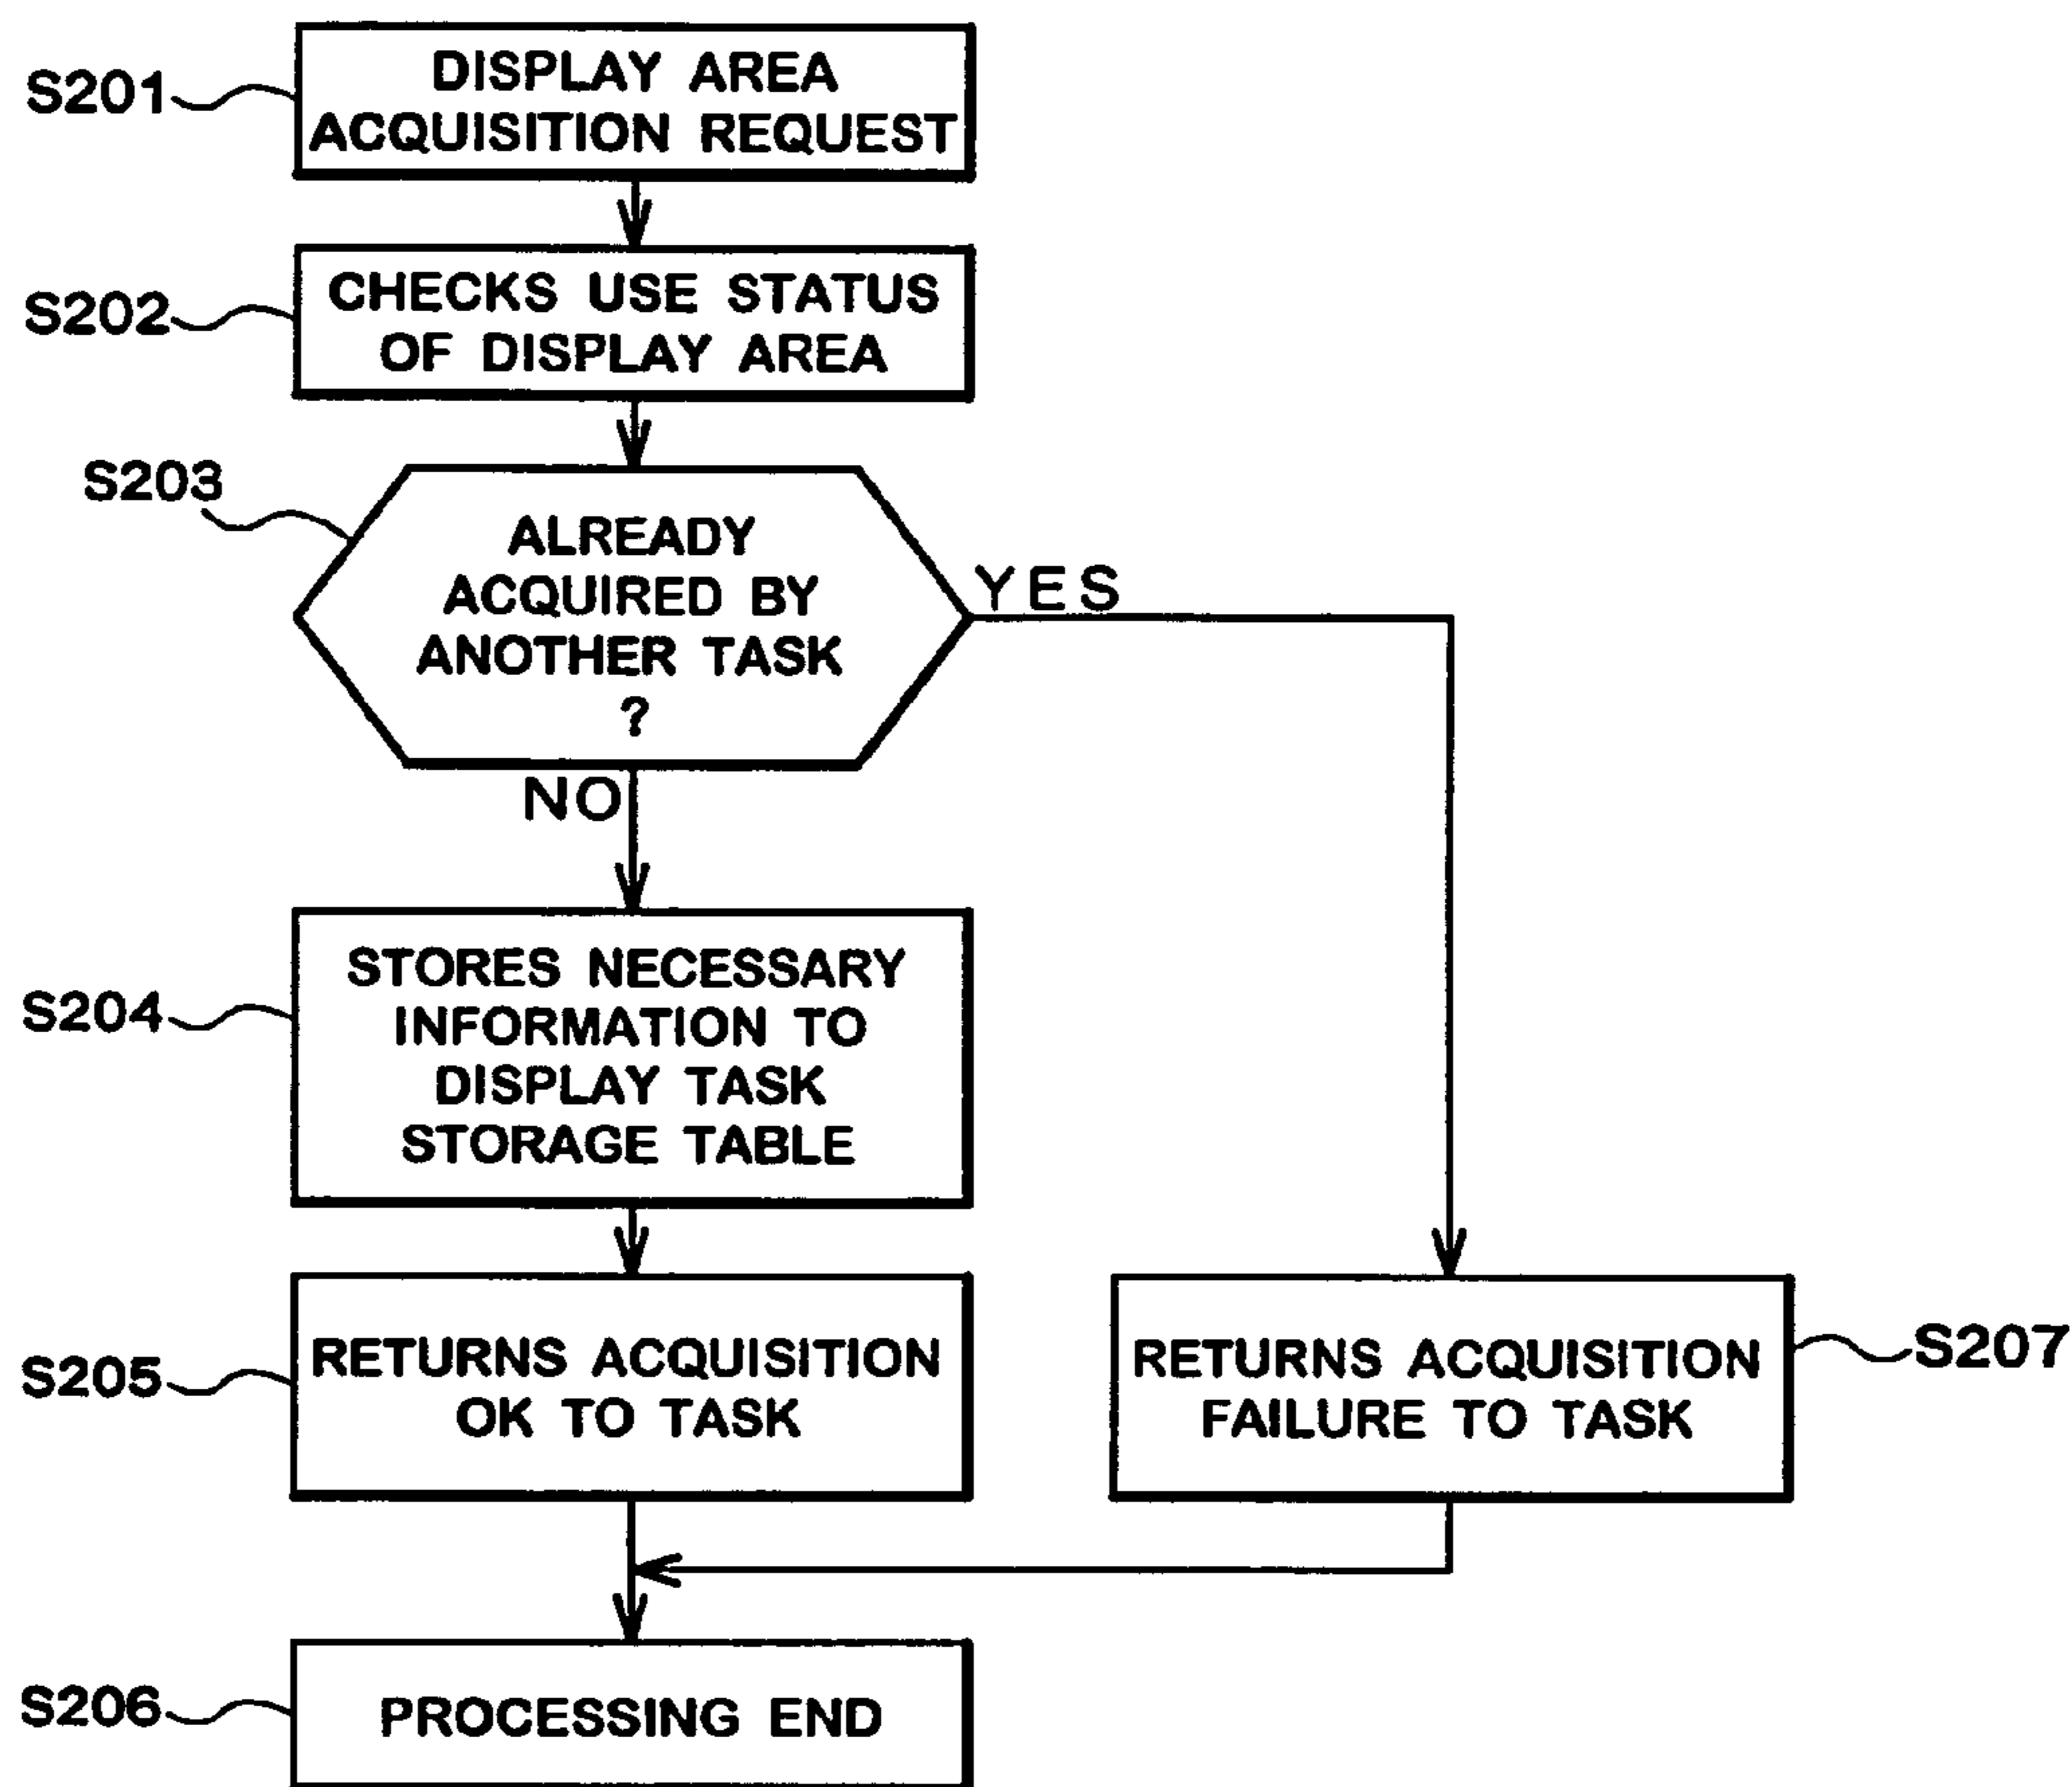 S201
DISPLAY AREA
ACQUISITION REQUEST
S202
CHECKS USE STATUS
OF DISPLAY AREA
S203
ALREADY
ACQUIRED BY
ANOTHER TASK
?
YES
NO
S204
STORES NECESSARY
INFORMATION TO
DISPLAY TASK
STORAGE TABLE
S205
RETURNS ACQUISITION
OK TO TASK
RETURNS ACQUISITION
FAILURE TO TASK
S207
S206
PROCESSING END